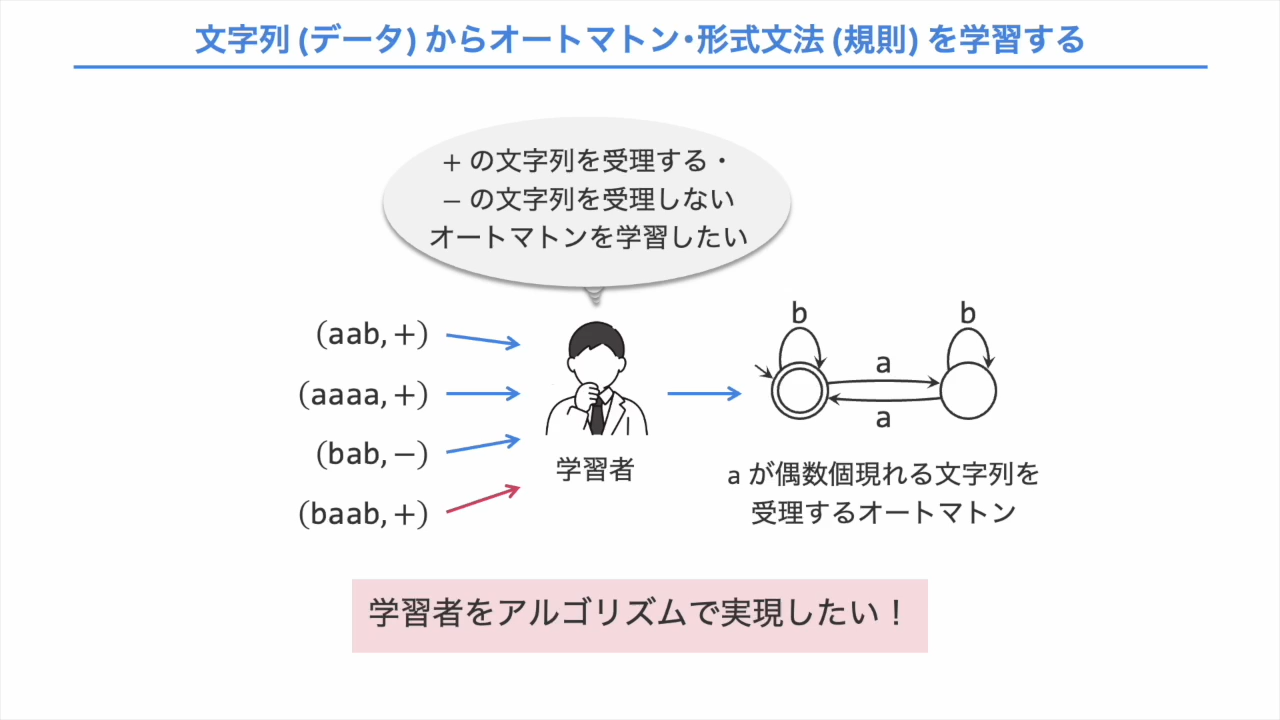 文字列 (データ) からオートマトン・形式文法 (規則) を学習する
+ の文字列を受理する・
− の文字列を受理しない
オートマトンを学習したい
(aab, +)
(aaaa, +)
(bab, −)
(baab, +)
学習者
b
b
a
a
a が偶数個現れる文字列を
受理するオートマトン
学習者をアルゴリズムで実現したい！